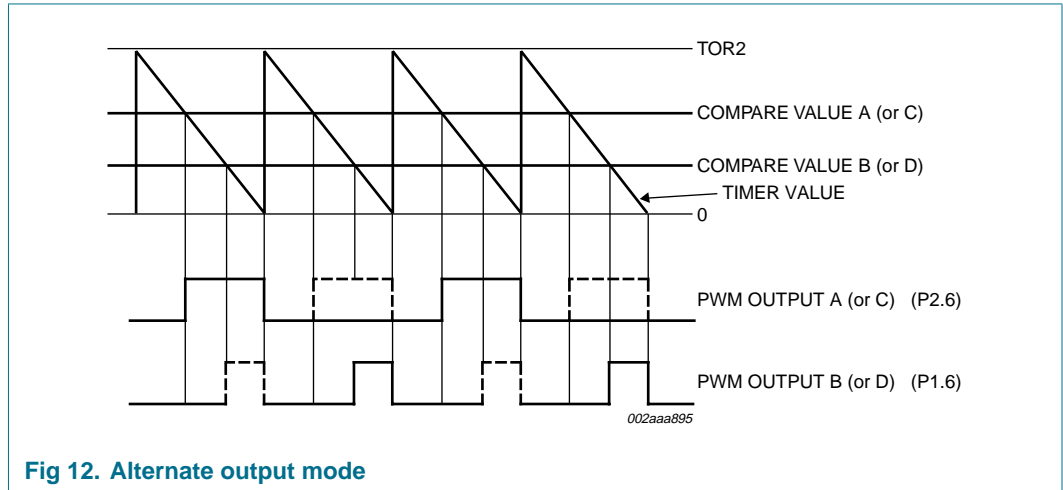 TOR2
COMPARE VALUE A (or C)
COMPARE VALUE B (or D)
TIMER VALUE
0
PWM OUTPUT A (or C) (P2.6)
PWM OUTPUT B (or D) (P1.6)
002aaa895
Fig 12. Alternate output mode